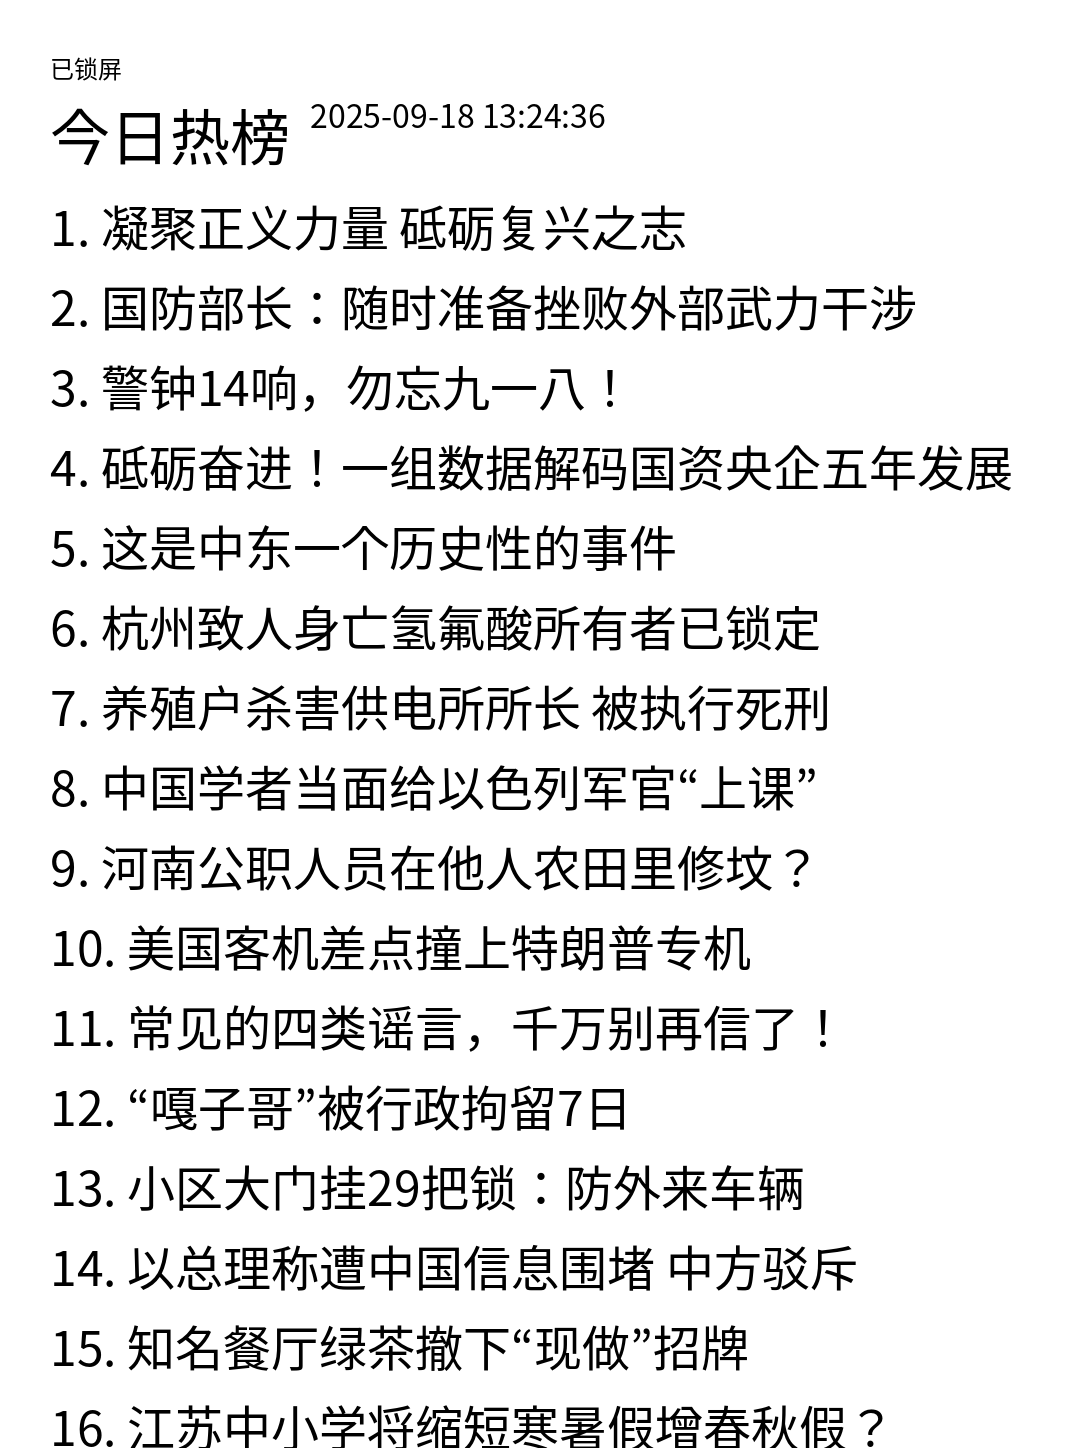 已锁屏
今日热榜 2025-09-18 13:24:36
1. 凝聚正义力量 砥砺复兴之志
2. 国防部长：随时准备挫败外部武力干涉
3. 警钟14响，勿忘九一八！
4. 砥砺奋进！一组数据解码国资央企五年发展
5. 这是中东一个历史性的事件
6. 杭州致人身亡氢氟酸所有者已锁定
7. 养殖户杀害供电所所长 被执行死刑
8. 中国学者当面给以色列军官“上课”
9. 河南公职人员在他人农田里修坟？
10. 美国客机差点撞上特朗普专机
11. 常见的四类谣言，千万别再信了！
12. “嘎子哥”被行政拘留7日
13. 小区大门挂29把锁：防外来车辆
14. 以总理称遭中国信息围堵 中方驳斥
15. 知名餐厅绿茶撤下“现做”招牌
16. 江苏中小学将缩短寒暑假增春秋假？